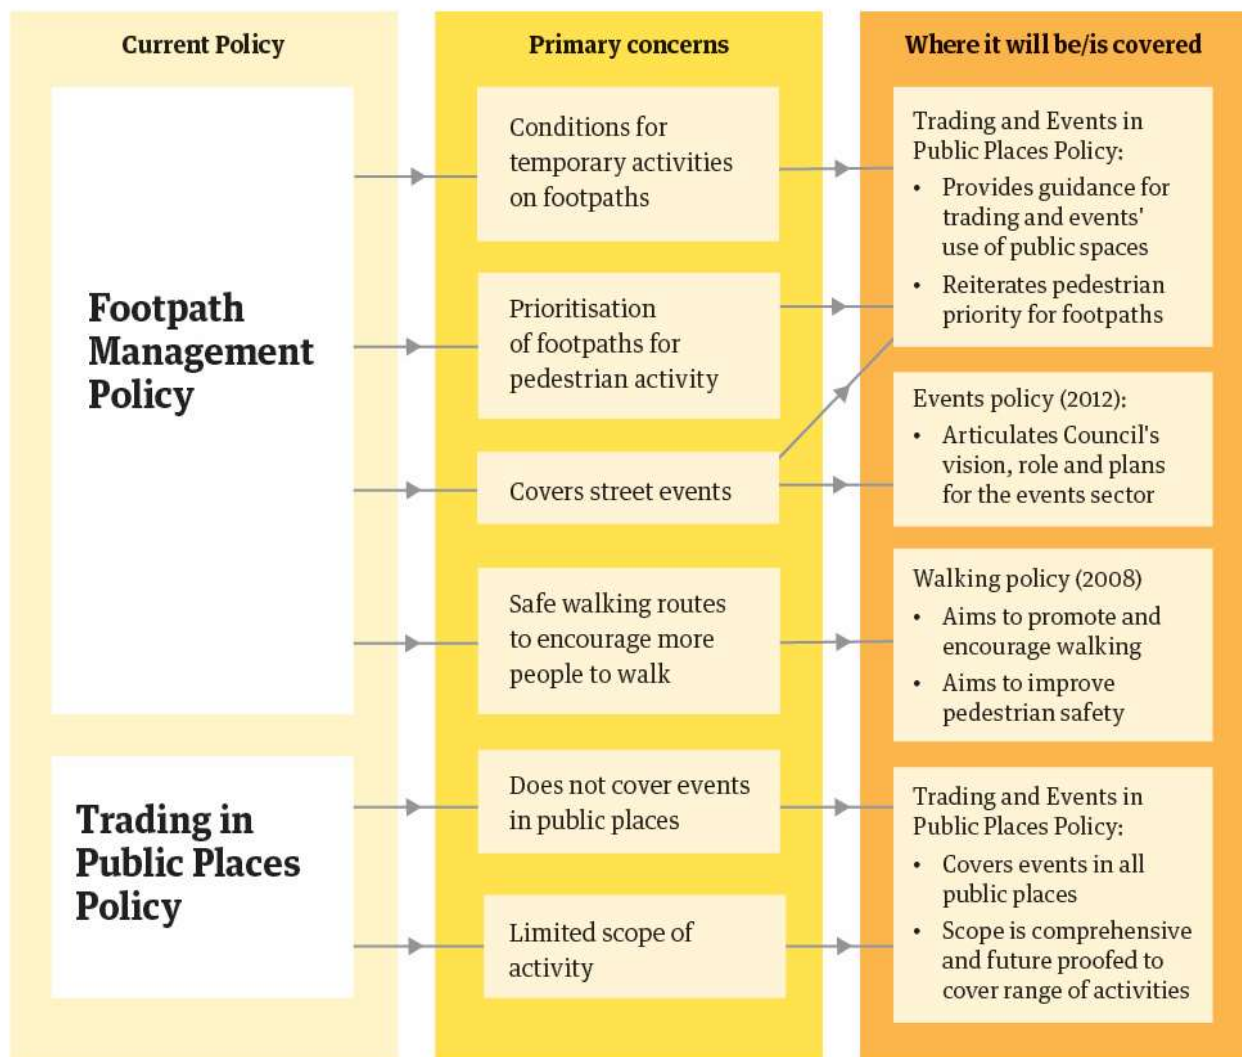 Current Policy
Primary concerns
Where it will be/is covered
Footpath
Management
Policy
Conditions for
temporary activities
on footpaths
Prioritisation
of footpaths for
pedestrian activity
Covers street events
Safe walking routes
to encourage more
people to walk
Trading and Events in
Public Places Policy:
• Provides guidance for
trading and events'
use of public spaces
• Reiterates pedestrian
priority for footpaths
Events policy (2012):
• Articulates Council's
vision, role and plans
for the events sector
Walking policy (2008)
• Aims to promote and
encourage walking
• Aims to improve
pedestrian safety
Trading in
Public Places
Policy
Does not cover events
in public places
Limited scope of
activity
Trading and Events in
Public Places Policy:
• Covers events in all
public places
• Scope is comprehensive
and future proofed to
cover range of activities